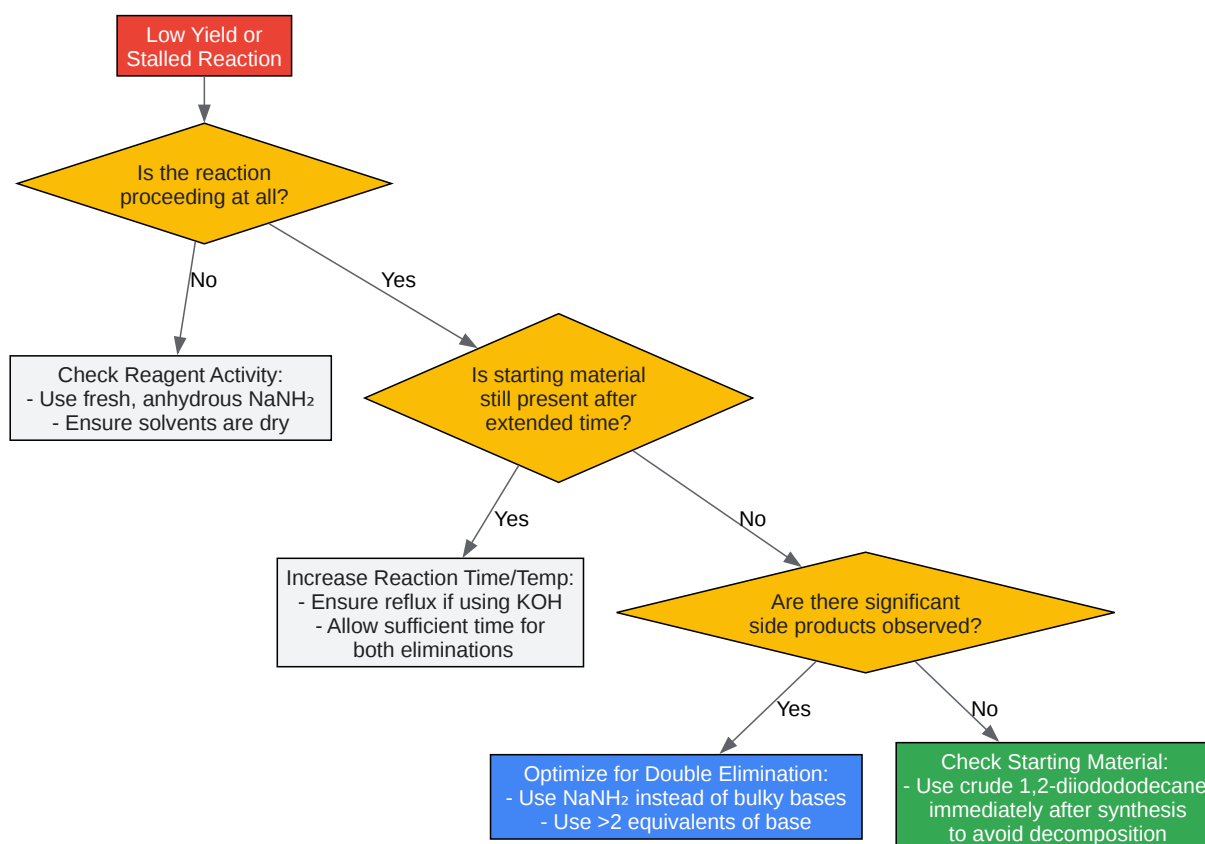 Low Yield or
Stalled Reaction
Is the reaction
proceeding at all?
No
Yes
Check Reagent Activity:
- Use fresh, anhydrous NaNH₂
- Ensure solvents are dry
Is starting material
still present after
extended time?
Yes
No
Increase Reaction Time/Temp:
- Ensure reflux if using KOH
- Allow sufficient time for
both eliminations
Are there significant
side products observed?
Yes
No
Optimize for Double Elimination:
- Use NaNH₂ instead of bulky bases
- Use >2 equivalents of base
Check Starting Material:
- Use crude 1,2-diiodododecane
immediately after synthesis
to avoid decomposition